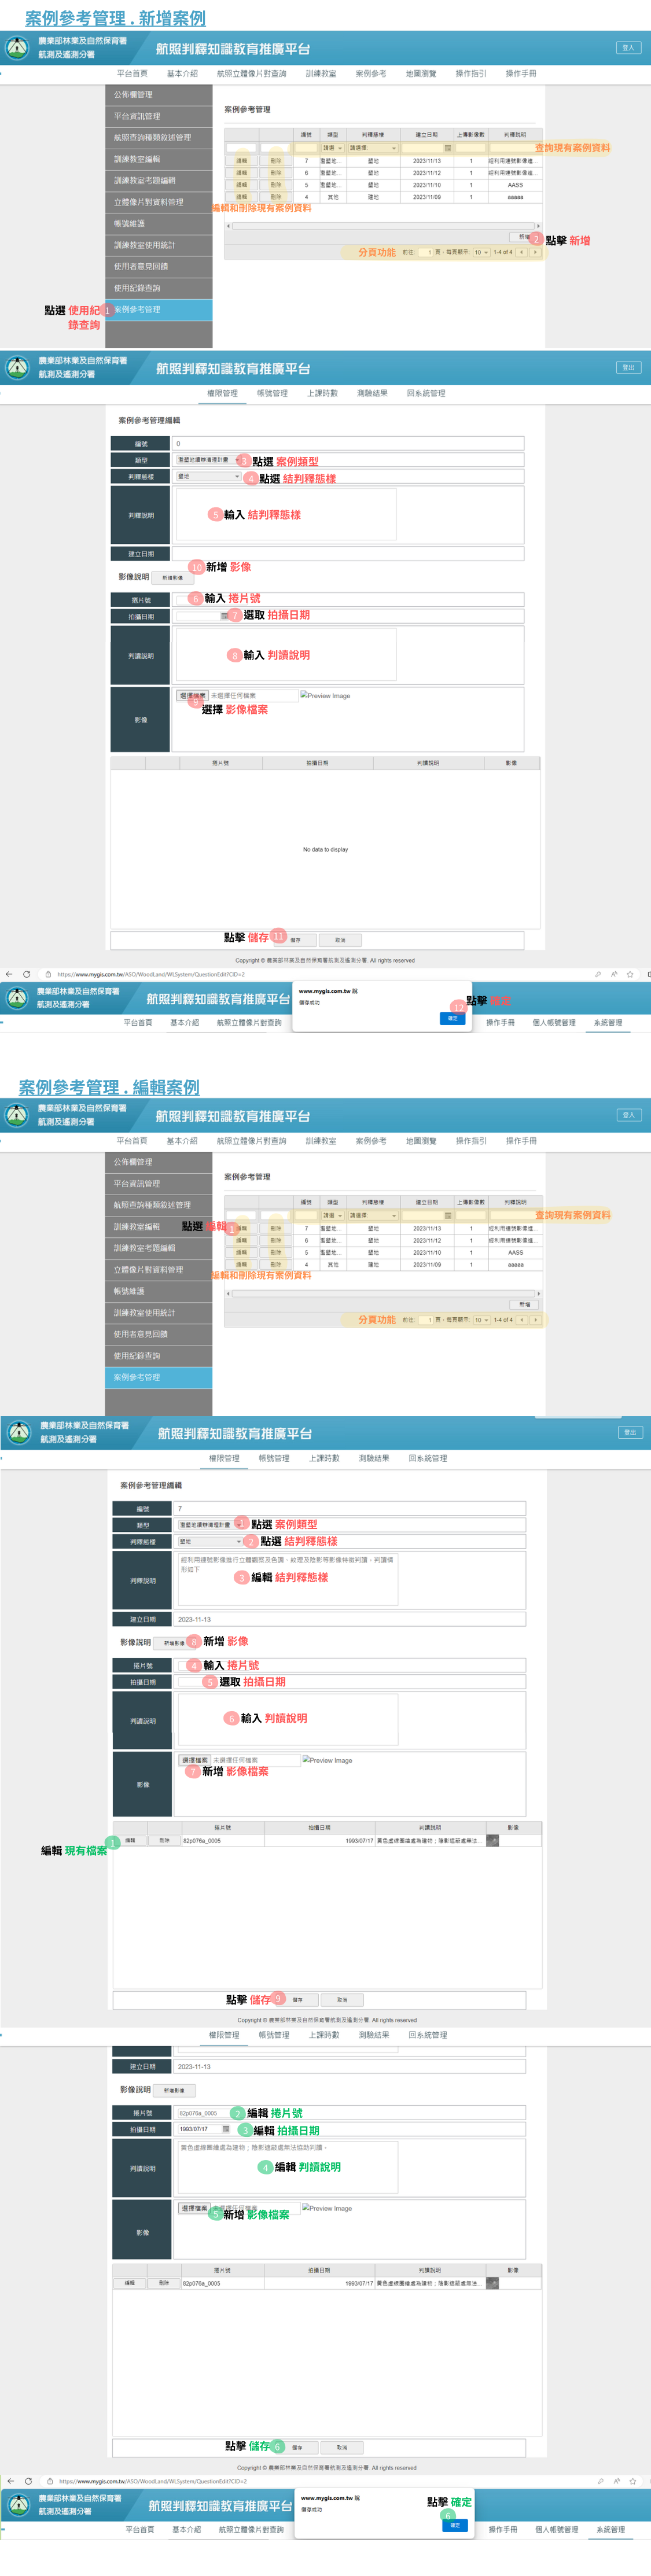 案例參考管理 . 新增案例
農業部林業及自然保育署
航測及遙測分署
航照判釋知識教育推廣平台
登入
平台首頁 基本介紹 航照立體像片對查詢 訓練教室 案例參考 地圖瀏覽 操作指引 操作手冊
公佈欄管理
平台資訊管理
航照查詢種類敘述管理
訓練教室編輯
訓練教室考題編輯
立體像片對資料管理
帳號維護
訓練教室使用統計
使用者意見回饋
使用紀錄查詢
案例參考管理
點選 使用紀錄查詢
1
案例參考管理
編號 類型 判釋態樣 建立日期 上傳影像數 判釋說明
請選 請選擇:
查詢現有案例資料
編輯 刪除 7 濫墾地... 墾地 2023/11/13 1 經利用連號影像進...
編輯 刪除 6 濫墾地... 墾地 2023/11/12 1 經利用連號影像進...
編輯 刪除 5 濫墾地... 墾地 2023/11/10 1 AASS
編輯 刪除 4 其他 建地 2023/11/09 1 aaaaa
編輯和刪除現有案例資料
新增
2 點擊 新增
分頁功能 前往: 1 頁，每頁顯示: 10 1-4 of 4
農業部林業及自然保育署
航測及遙測分署
航照判釋知識教育推廣平台
登出
權限管理 帳號管理 上課時數 測驗結果 回系統管理
案例參考管理編輯
編號 0
類型 濫墾地續辦清理計畫 3 點選 案例類型
判釋態樣 墾地 4 點選 結判釋態樣
判釋說明 5 輸入 結判釋態樣
建立日期
影像說明 新增影像 10 新增 影像
捲片號 6 輸入 捲片號
拍攝日期 7 選取 拍攝日期
判讀說明 8 輸入 判讀說明
影像 選擇檔案 未選擇任何檔案 Preview Image
9 選擇 影像檔案
捲片號 拍攝日期 判讀說明 影像
No data to display
點擊 儲存 11 儲存 取消
Copyright © 農業部林業及自然保育署航測及遙測分署. All rights reserved
https://www.mygis.com.tw/ASO/WoodLand/WLSystem/QuestionEdit?CID=2
農業部林業及自然保育署
航測及遙測分署
航照判釋知識教育推廣平台
www.mygis.com.tw 說
儲存成功
確定
12 點擊 確定
平台首頁 基本介紹 航照立體像片對查詢 操作手冊 個人帳號管理 系統管理
案例參考管理 . 編輯案例
農業部林業及自然保育署
航測及遙測分署
航照判釋知識教育推廣平台
登入
平台首頁 基本介紹 航照立體像片對查詢 訓練教室 案例參考 地圖瀏覽 操作指引 操作手冊
公佈欄管理
平台資訊管理
航照查詢種類敘述管理
訓練教室編輯
訓練教室考題編輯
立體像片對資料管理
帳號維護
訓練教室使用統計
使用者意見回饋
使用紀錄查詢
案例參考管理
案例參考管理
編號 類型 判釋態樣 建立日期 上傳影像數 判釋說明
請選 請選擇:
查詢現有案例資料
點選 編輯 1
編輯 刪除 7 濫墾地... 墾地 2023/11/13 1 經利用連號影像進...
編輯 刪除 6 濫墾地... 墾地 2023/11/12 1 經利用連號影像進...
編輯 刪除 5 濫墾地... 墾地 2023/11/10 1 AASS
編輯 刪除 4 其他 建地 2023/11/09 1 aaaaa
編輯和刪除現有案例資料
新增
分頁功能 前往: 1 頁，每頁顯示: 10 1-4 of 4
農業部林業及自然保育署
航測及遙測分署
航照判釋知識教育推廣平台
登出
權限管理 帳號管理 上課時數 測驗結果 回系統管理
案例參考管理編輯
編號 7
類型 濫墾地續辦清理計畫 1 點選 案例類型
判釋態樣 墾地 2 點選 結判釋態樣
判釋說明 經利用連號影像進行立體觀察及色調、紋理及陰影等影像特徵判讀，判讀情形如下
3 編輯 結判釋態樣
建立日期 2023-11-13
影像說明 新增影像 8 新增 影像
捲片號 4 輸入 捲片號
拍攝日期 5 選取 拍攝日期
判讀說明 6 輸入 判讀說明
影像 選擇檔案 未選擇任何檔案 Preview Image
7 新增 影像檔案
捲片號 拍攝日期 判讀說明 影像
編輯 現有檔案 1 編輯 刪除 82p076a_0005 1993/07/17 黃色虛線圍繪處為建物；陰影遮蔽處無法...
點擊 儲存 9 儲存 取消
Copyright © 農業部林業及自然保育署航測及遙測分署. All rights reserved
權限管理 帳號管理 上課時數 測驗結果 回系統管理
建立日期 2023-11-13
影像說明 新增影像
捲片號 82p076a_0005 2 編輯 捲片號
拍攝日期 1993/07/17 3 編輯 拍攝日期
判讀說明 黃色虛線圍繪處為建物；陰影遮蔽處無法協助判讀。
4 編輯 判讀說明
影像 選擇檔案 未選擇任何檔案 Preview Image
5 新增 影像檔案
捲片號 拍攝日期 判讀說明 影像
編輯 刪除 82p076a_0005 1993/07/17 黃色虛線圍繪處為建物；陰影遮蔽處無法...
點擊 儲存 6 儲存 取消
Copyright © 農業部林業及自然保育署航測及遙測分署. All rights reserved
https://www.mygis.com.tw/ASO/WoodLand/WLSystem/QuestionEdit?CID=2
農業部林業及自然保育署
航測及遙測分署
航照判釋知識教育推廣平台
www.mygis.com.tw 說
儲存成功
點擊 確定
6
確定
平台首頁 基本介紹 航照立體像片對查詢 操作手冊 個人帳號管理 系統管理